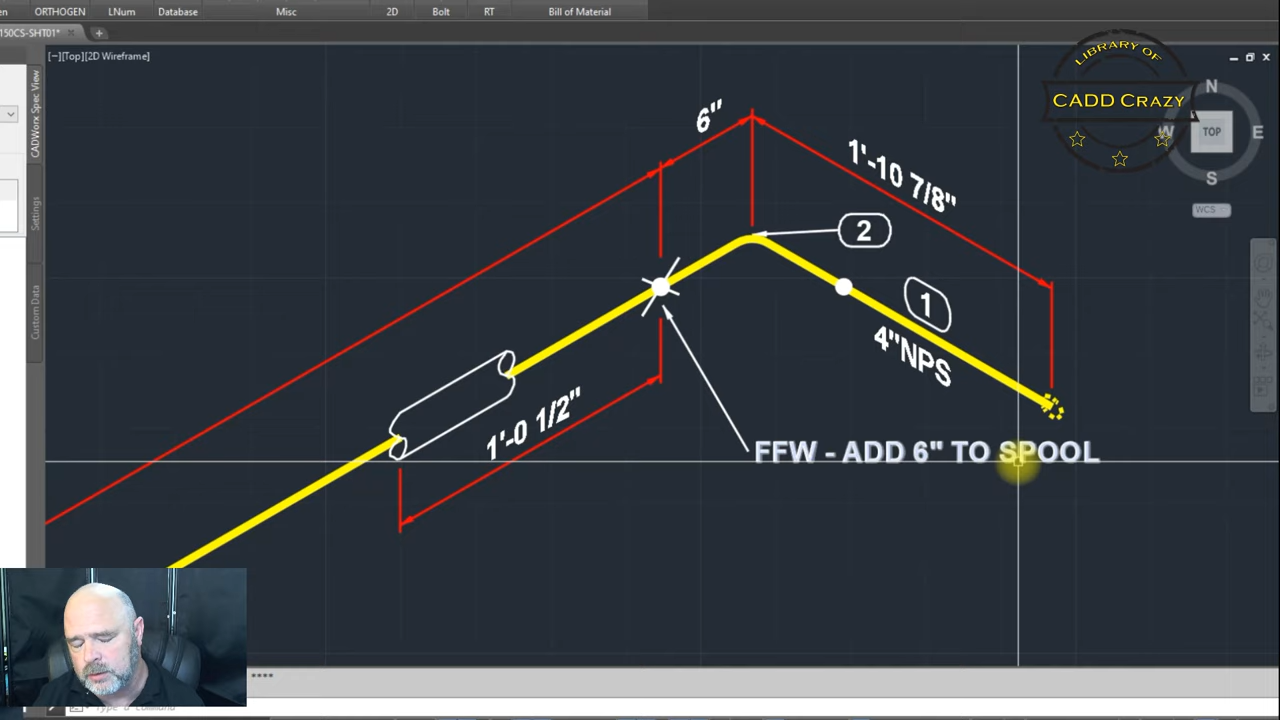 ORTHOGEN LNum Database Misc 2D Bolt RT Bill of Material
150CS-SHT01*
[−][Top][2D Wireframe]
CADWorx Spec View
Settings
Custom Data
LIBRARY OF
CADD CRAZY
N
W TOP E
S
WCS
6"
1'-10 7/8"
2
1
4"NPS
1'-0 1/2"
FFW - ADD 6" TO SPOOL
****
Type a command